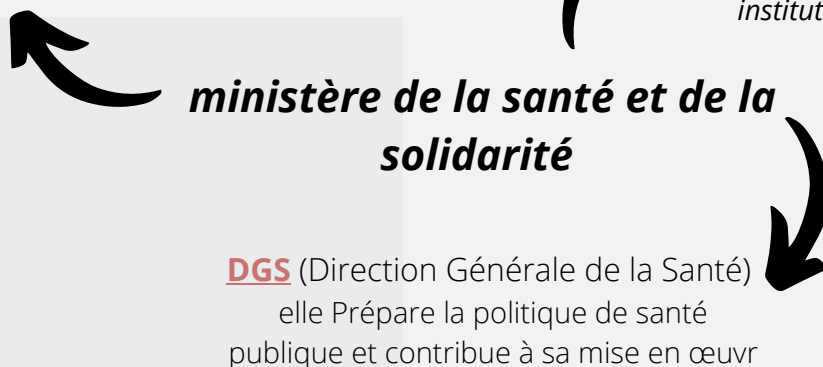 institut
ministère de la santé et de la
solidarité
DGS (Direction Générale de la Santé)
elle Prépare la politique de santé
publique et contribue à sa mise en œuvr